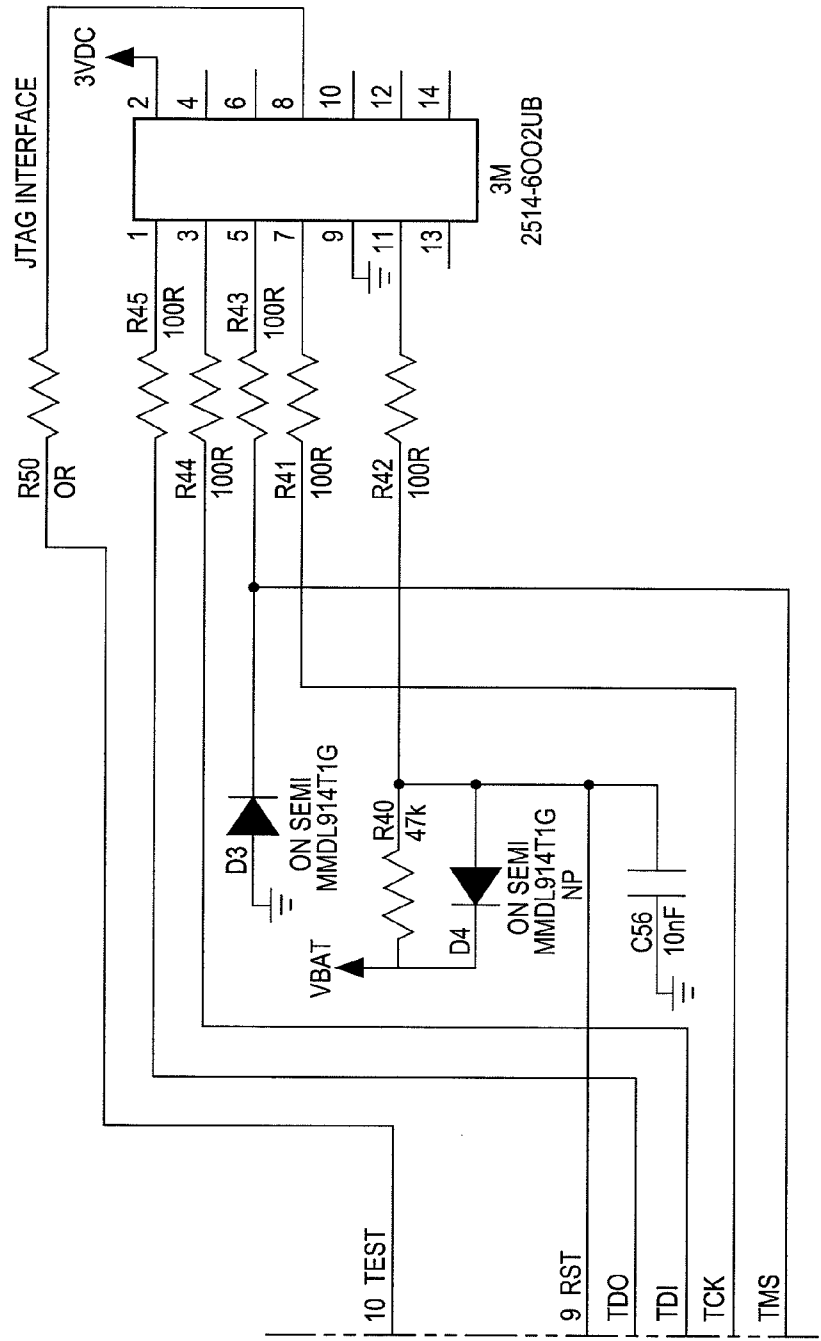 JTAG INTERFACE
3VDC
2
4
6
8
10
12
14
1
3
5
7
9
11
13
3M
2514-6OO2UB
R50
OR
R45
100R
R44
100R
R43
100R
R41
100R
R42
100R
D3
ON SEMI
MMDL914T1G
R40
47k
VBAT
D4
ON SEMI
MMDL914T1G
NP
C56
10nF
10 TEST
9 RST
TDO
TDI
TCK
TMS